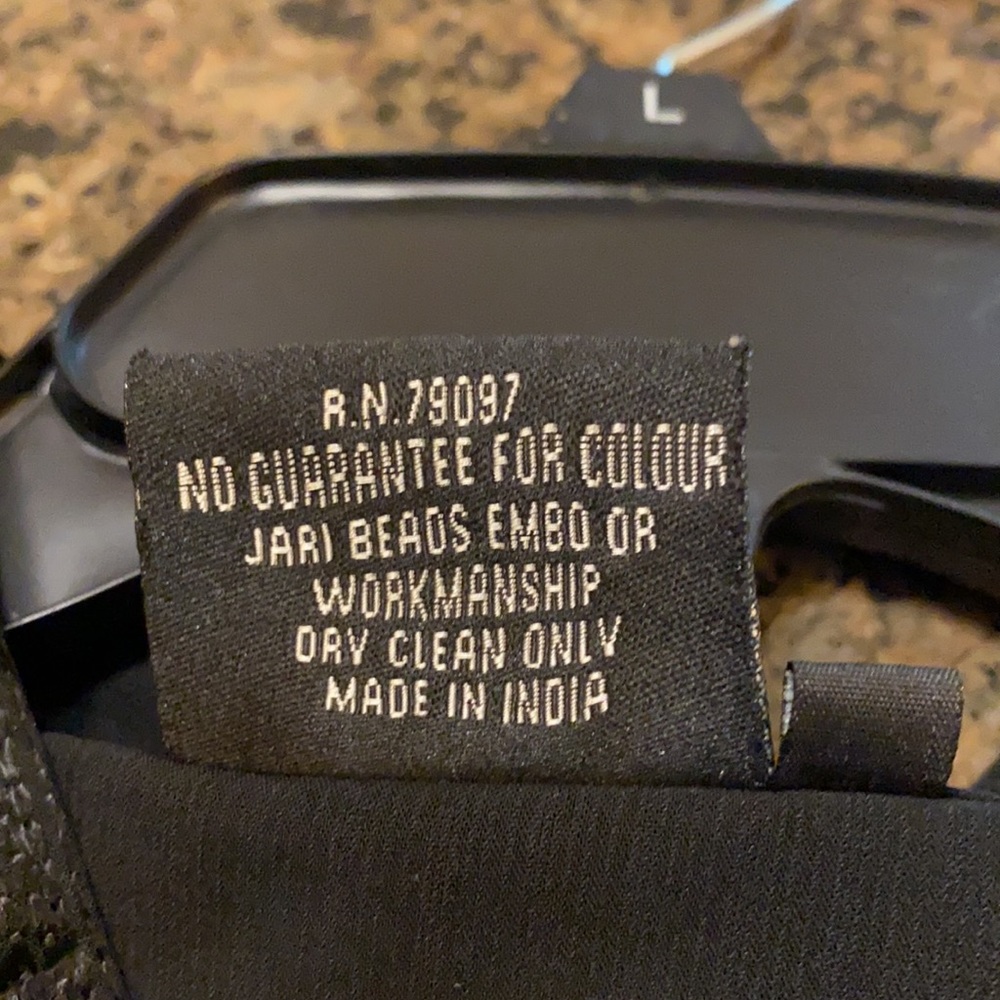 L
R.N.79097
NO GUARANTEE FOR COLOUR
JARI BEADS EMBO OR
WORKMANSHIP
DRY CLEAN ONLY
MADE IN INDIA